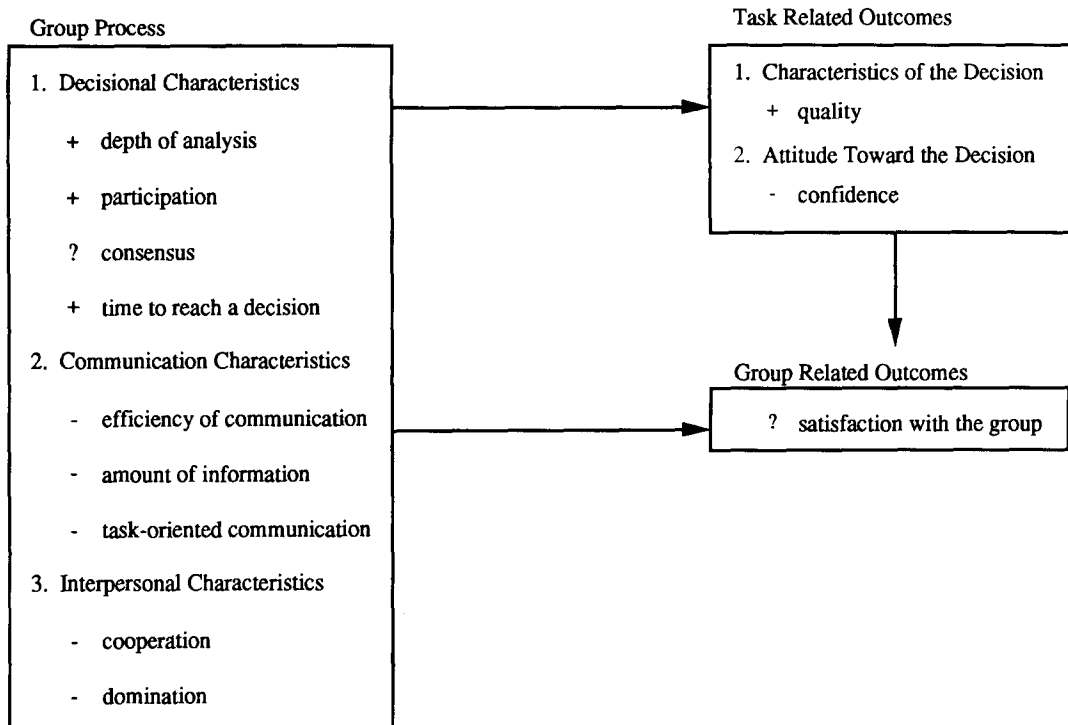 Group Process
1. Decisional Characteristics
+ depth of analysis
+ participation
? consensus
+ time to reach a decision
2. Communication Characteristics
- efficiency of communication
- amount of information
- task-oriented communication
3. Interpersonal Characteristics
- cooperation
- domination
Task Related Outcomes
1. Characteristics of the Decision
+ quality
2. Attitude Toward the Decision
- confidence
Group Related Outcomes
? satisfaction with the group